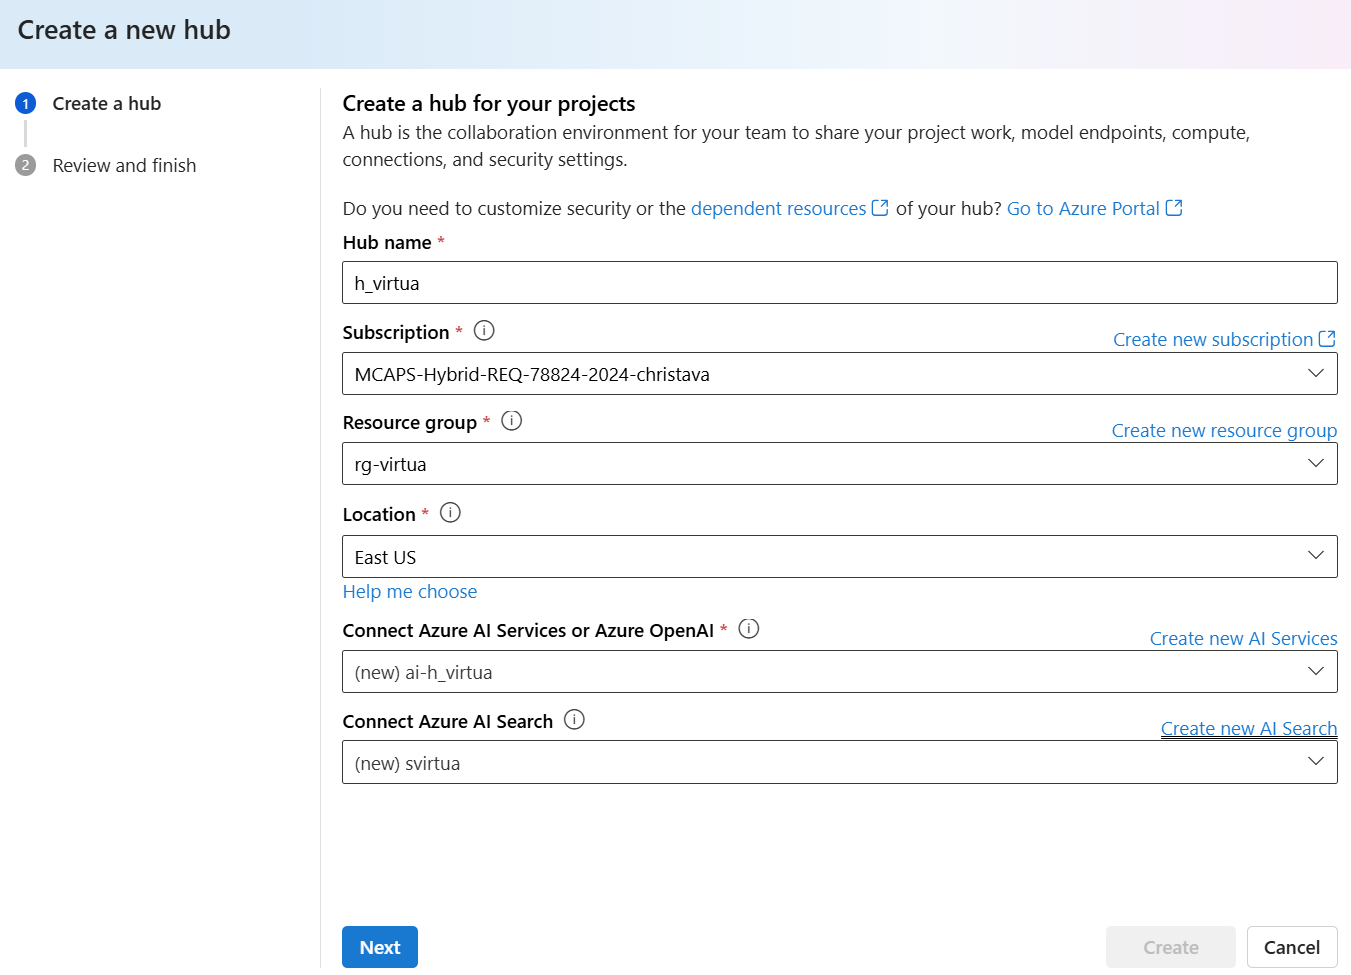 Create a new hub
1 Create a hub
2 Review and finish
Create a hub for your projects
A hub is the collaboration environment for your team to share your project work, model endpoints, compute,
connections, and security settings.
Do you need to customize security or the dependent resources of your hub? Go to Azure Portal
Hub name *
h_virtua
Subscription *
Create new subscription
MCAPS-Hybrid-REQ-78824-2024-christava
Resource group *
Create new resource group
rg-virtua
Location *
East US
Help me choose
Connect Azure AI Services or Azure OpenAI *
Create new AI Services
(new) ai-h_virtua
Connect Azure AI Search
Create new AI Search
(new) svirtua
Next
Create
Cancel